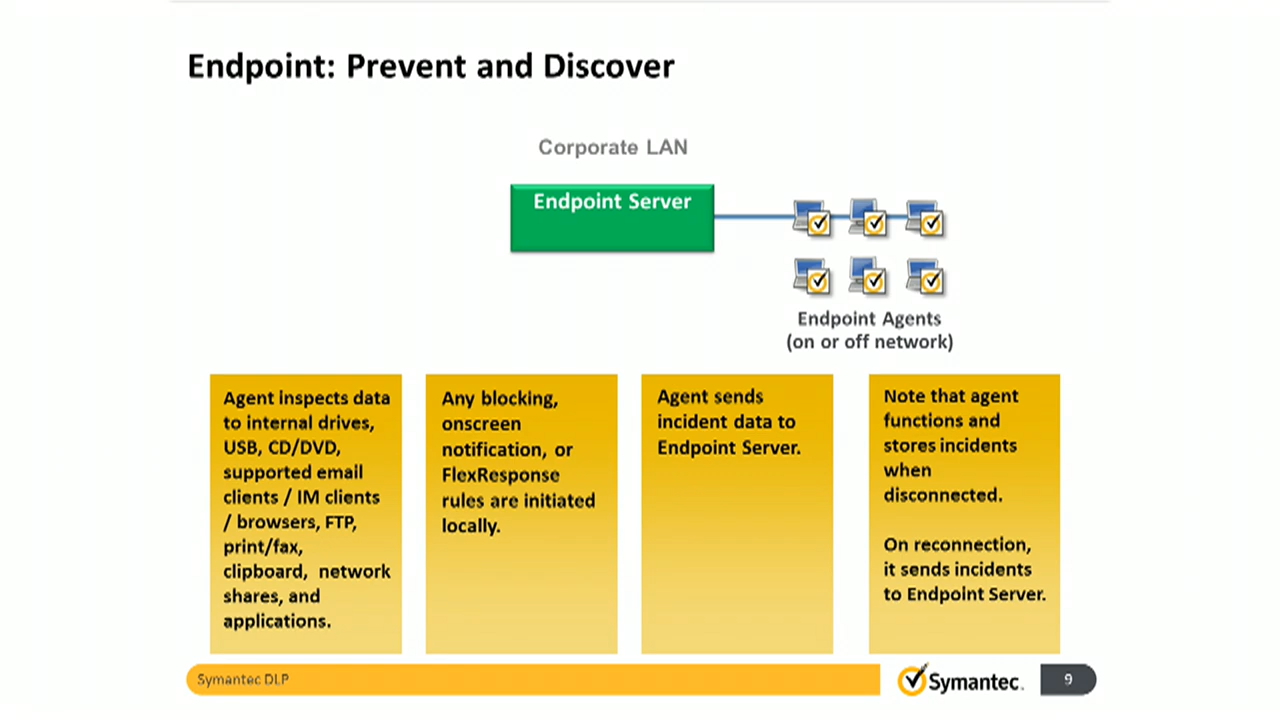 Endpoint: Prevent and Discover
Corporate LAN
Endpoint Server
Endpoint Agents
(on or off network)
Agent inspects data
to internal drives,
USB, CD/DVD,
supported email
clients / IM clients
/ browsers, FTP,
print/fax,
clipboard, network
shares, and
applications.
Any blocking,
onscreen
notification, or
FlexResponse
rules are initiated
locally.
Agent sends
incident data to
Endpoint Server.
Note that agent
functions and
stores incidents
when
disconnected.
On reconnection,
it sends incidents
to Endpoint Server.
Symantec DLP
Symantec.
9